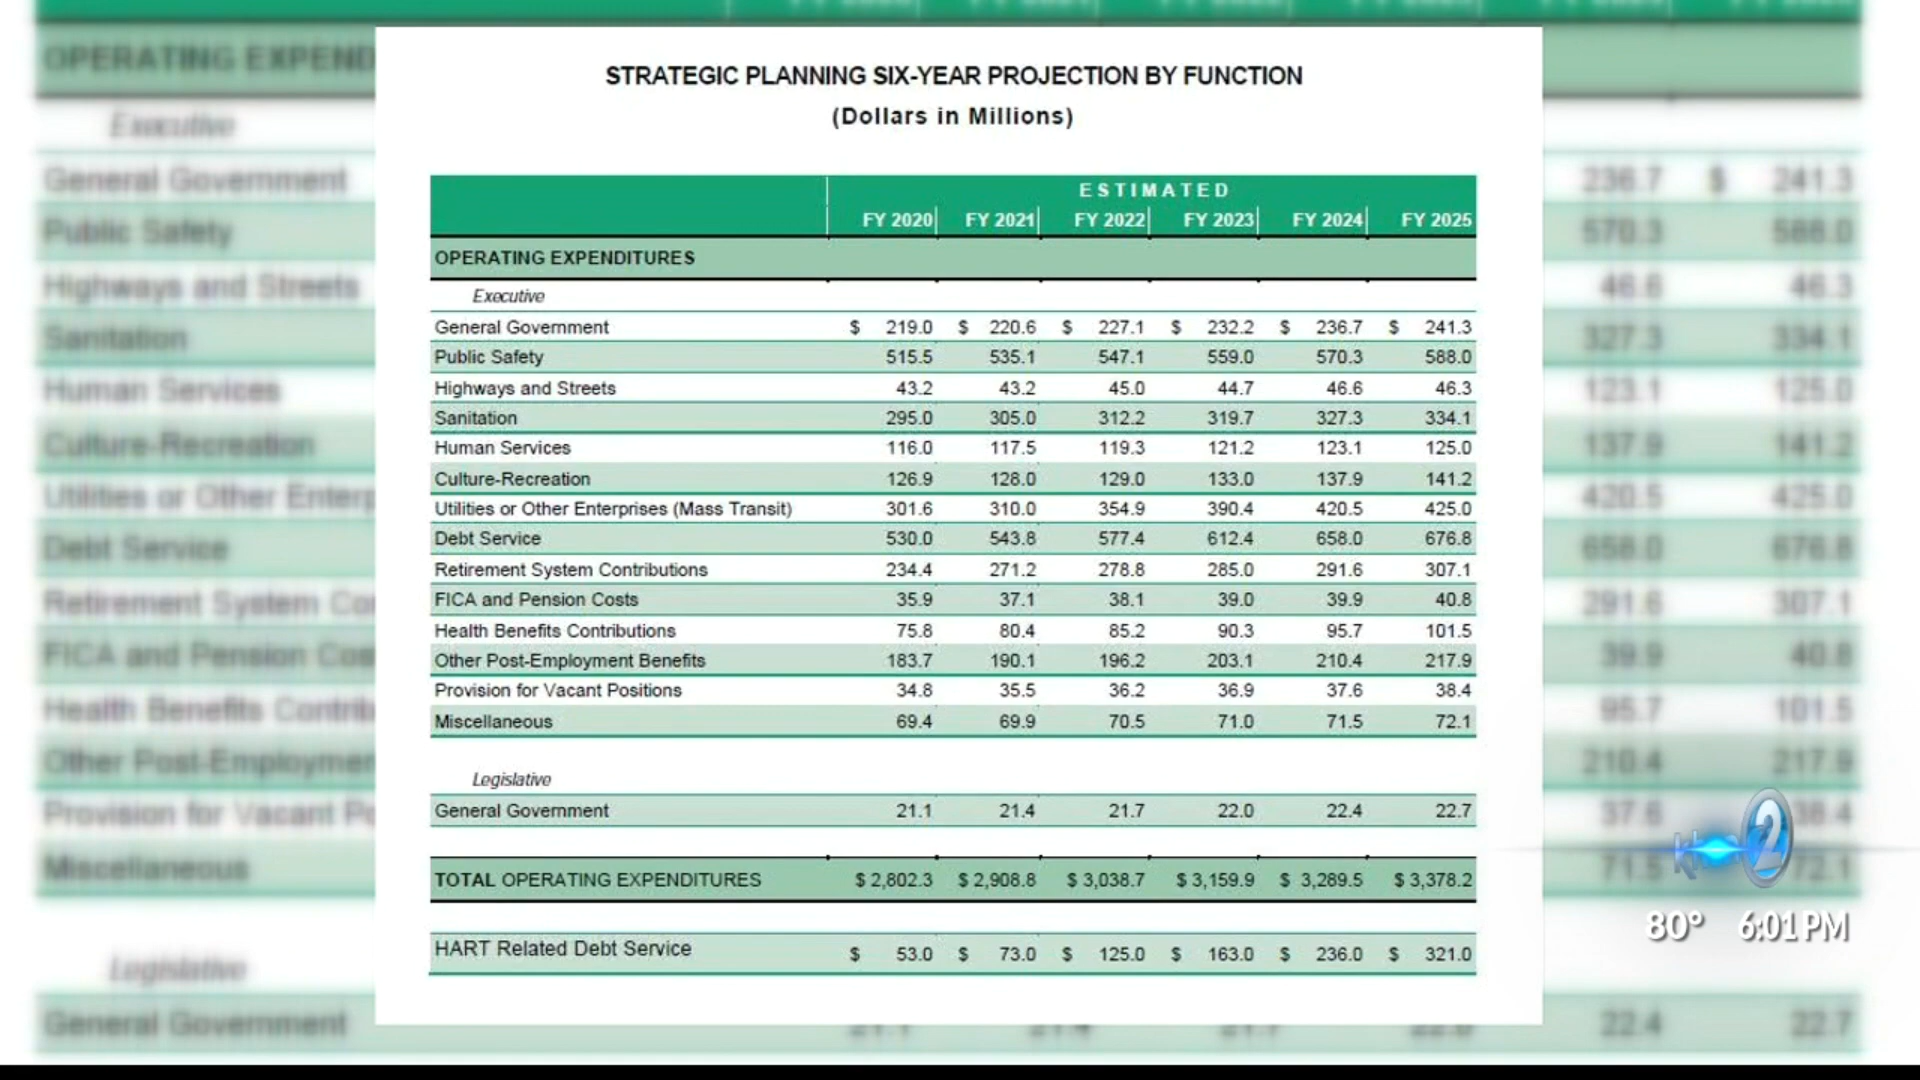 STRATEGIC PLANNING SIX-YEAR PROJECTION BY FUNCTION
(Dollars in Millions)
ESTIMATED
FY 2020 FY 2021 FY 2022 FY 2023 FY 2024 FY 2025
OPERATING EXPENDITURES
Executive
General Government $ 219.0 $ 220.6 $ 227.1 $ 232.2 $ 236.7 $ 241.3
Public Safety 515.5 535.1 547.1 559.0 570.3 588.0
Highways and Streets 43.2 43.2 45.0 44.7 46.6 46.3
Sanitation 295.0 305.0 312.2 319.7 327.3 334.1
Human Services 116.0 117.5 119.3 121.2 123.1 125.0
Culture-Recreation 126.9 128.0 129.0 133.0 137.9 141.2
Utilities or Other Enterprises (Mass Transit) 301.6 310.0 354.9 390.4 420.5 425.0
Debt Service 530.0 543.8 577.4 612.4 658.0 676.8
Retirement System Contributions 234.4 271.2 278.8 285.0 291.6 307.1
FICA and Pension Costs 35.9 37.1 38.1 39.0 39.9 40.8
Health Benefits Contributions 75.8 80.4 85.2 90.3 95.7 101.5
Other Post-Employment Benefits 183.7 190.1 196.2 203.1 210.4 217.9
Provision for Vacant Positions 34.8 35.5 36.2 36.9 37.6 38.4
Miscellaneous 69.4 69.9 70.5 71.0 71.5 72.1
Legislative
General Government 21.1 21.4 21.7 22.0 22.4 22.7
TOTAL OPERATING EXPENDITURES $ 2,802.3 $ 2,908.8 $ 3,038.7 $ 3,159.9 $ 3,289.5 $ 3,378.2
HART Related Debt Service $ 53.0 $ 73.0 $ 125.0 $ 163.0 $ 236.0 $ 321.0
2
80° 6:01 PM